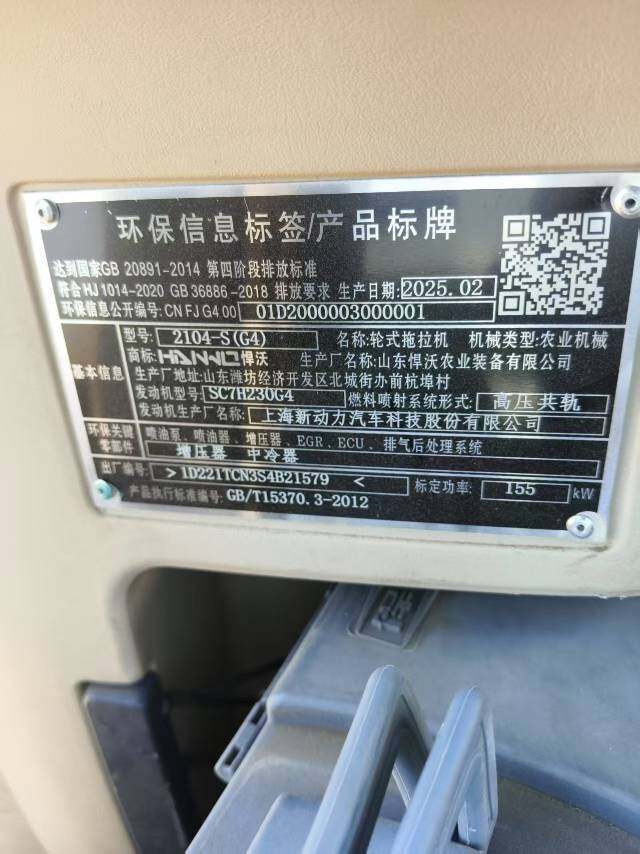 环保信息标签/产品标牌
达到国家GB 20891-2014 第四阶段排放标准
符合HJ 1014-2020 GB 36886-2018 排放要求 生产日期:2025.02
环保信息公开编号:CN FJ G4 00 01D2000003000001
基本信息
型号: 2104-S(G4) 名称:轮式拖拉机 机械类型:农业机械
商标:HANWO悍沃 生产厂名称:山东悍沃农业装备有限公司
生产厂地址:山东潍坊经济开发区北城街办前杭埠村
发动机型号: SC7H230G4 燃料喷射系统形式: 高压共轨
发动机生产厂名称: 上海新动力汽车科技股份有限公司
环保关键零部件
喷油泵、喷油器、增压器、EGR、ECU、排气后处理系统
增压器 中冷器
出厂编号: >1D221TCN3S4B21579 < 标定功率: 155 kW
产品执行标准编号: GB/T15370.3-2012